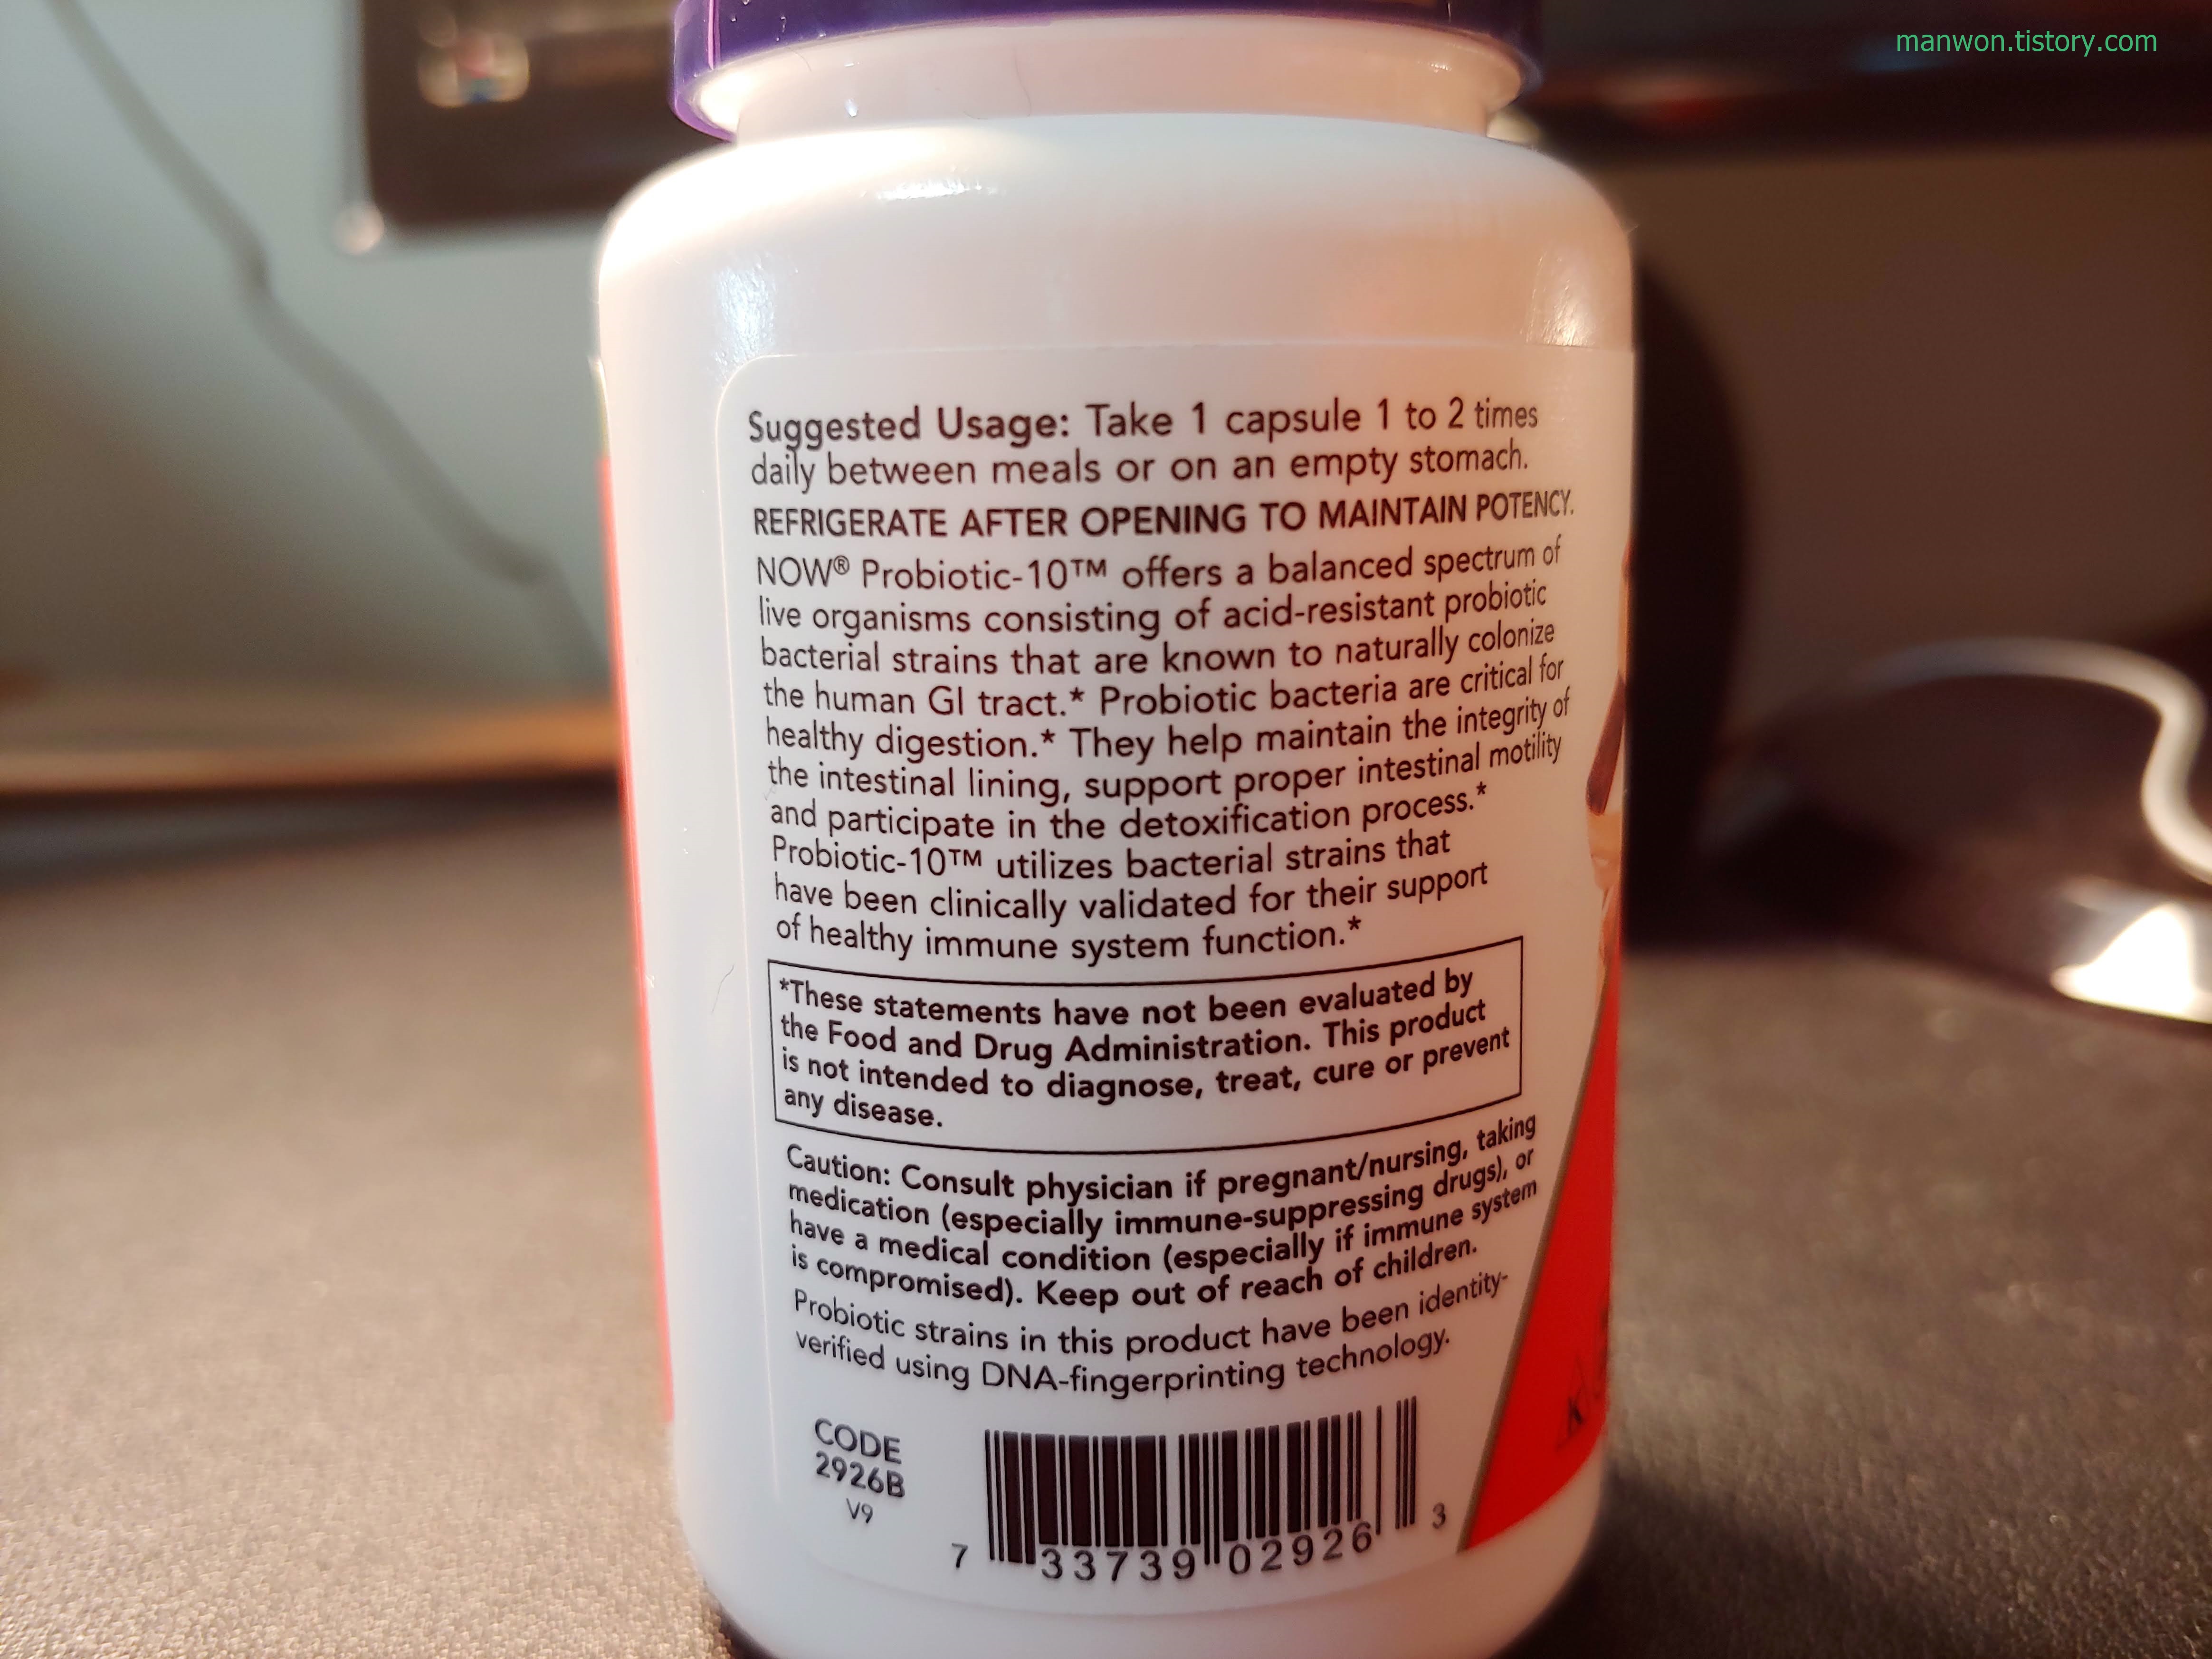 manwon.tistory.com
Suggested Usage: Take 1 capsule 1 to 2 times
daily between meals or on an empty stomach.
REFRIGERATE AFTER OPENING TO MAINTAIN POTENCY.
NOW® Probiotic-10™ offers a balanced spectrum of
live organisms consisting of acid-resistant probiotic
bacterial strains that are known to naturally colonize
the human GI tract.* Probiotic bacteria are critical for
healthy digestion.* They help maintain the integrity of
the intestinal lining, support proper intestinal motility
and participate in the detoxification process.*
Probiotic-10™ utilizes bacterial strains that
have been clinically validated for their support
of healthy immune system function.*
*These statements have not been evaluated by
the Food and Drug Administration. This product
is not intended to diagnose, treat, cure or prevent
any disease.
Caution: Consult physician if pregnant/nursing, taking
medication (especially immune-suppressing drugs), or
have a medical condition (especially if immune system
is compromised). Keep out of reach of children.
Probiotic strains in this product have been identity-
verified using DNA-fingerprinting technology.
CODE
2926B
V9
7 33739 02926 3